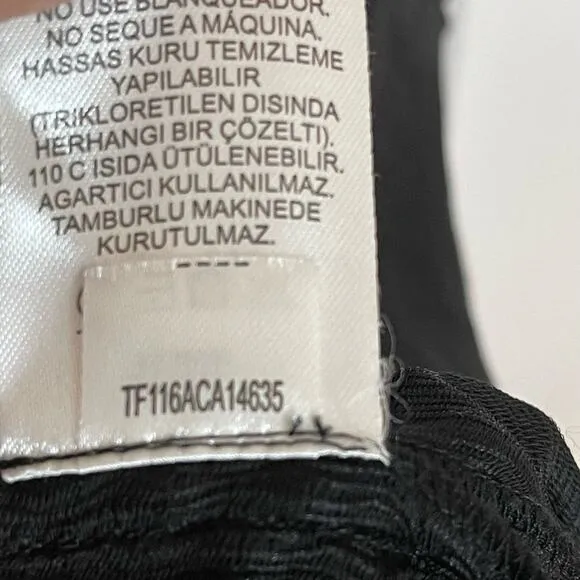 NO USE BLANQUEADOR.
NO SEQUE A MÁQUINA.
HASSAS KURU TEMIZLEME
YAPILABILIR
(TRIKLORETILEN DISINDA
HERHANGI BIR ÇÖZELTI).
110 C ISIDA ÜTÜLENEBILIR.
AGARTICI KULLANILMAZ.
TAMBURLU MAKINEDE
KURUTULMAZ.
TF116ACA14635